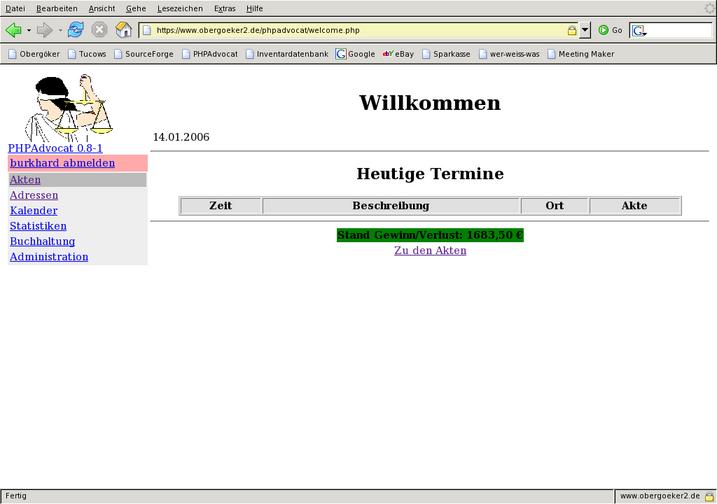 Datei Bearbeiten Ansicht Gehe Lesezeichen Extras Hilfe
https://www.obergoeker2.de/phpadvocat/welcome.php Go G
Obergöker Tucows SourceForge PHPAdvocat Inventardatenbank Google eBay Sparkasse wer-weiss-was Meeting Maker
PHPAdvocat 0.8-1
burkhard abmelden
Akten
Adressen
Kalender
Statistiken
Buchhaltung
Administration
Willkommen
14.01.2006
Heutige Termine
Zeit Beschreibung Ort Akte
Stand Gewinn/Verlust: 1683,50 €
Zu den Akten
Fertig www.obergoeker2.de